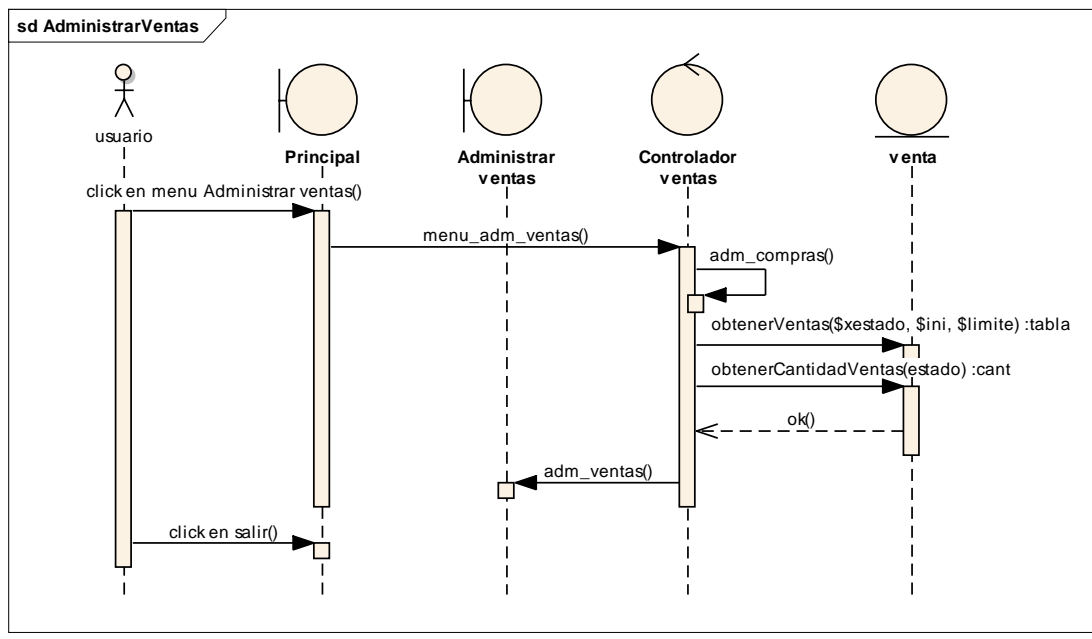 sd AdministrarVentas
usuario
Principal
Administrar
ventas
Controlador
ventas
venta
click en menu Administrar ventas()
menu_adm_ventas()
adm_compras()
obtenerVentas($xestado, $ini, $limite) :tabla
obtenerCantidadVentas(estado) :cant
ok()
adm_ventas()
click en salir()